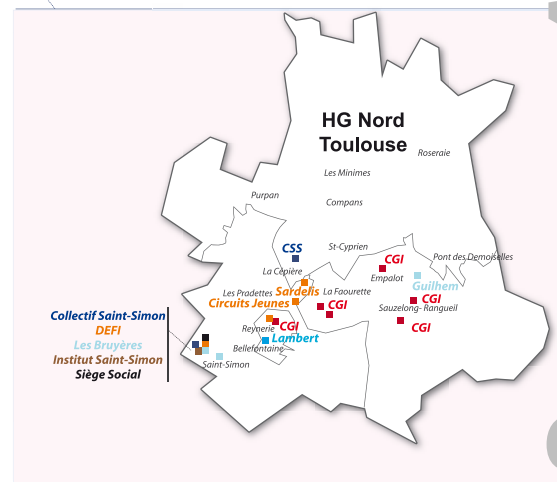 HG Nord
Toulouse
Roseraie
Les Minimes
Purpan
Compans
CSS
St-Cyprien
CGI
Pont des Demoiselles
La Cépière
Empalot
Guilhem
Sardelis
Les Pradettes
La Faourette
Circuits Jeunes
CGI
CGI
Sauzelong- Rangueil
Collectif Saint-Simon
DEFI
Les Bruyères
Institut Saint-Simon
Siège Social
Reynerie
CGI
CGI
Lambert
Bellefontaine
Saint-Simon